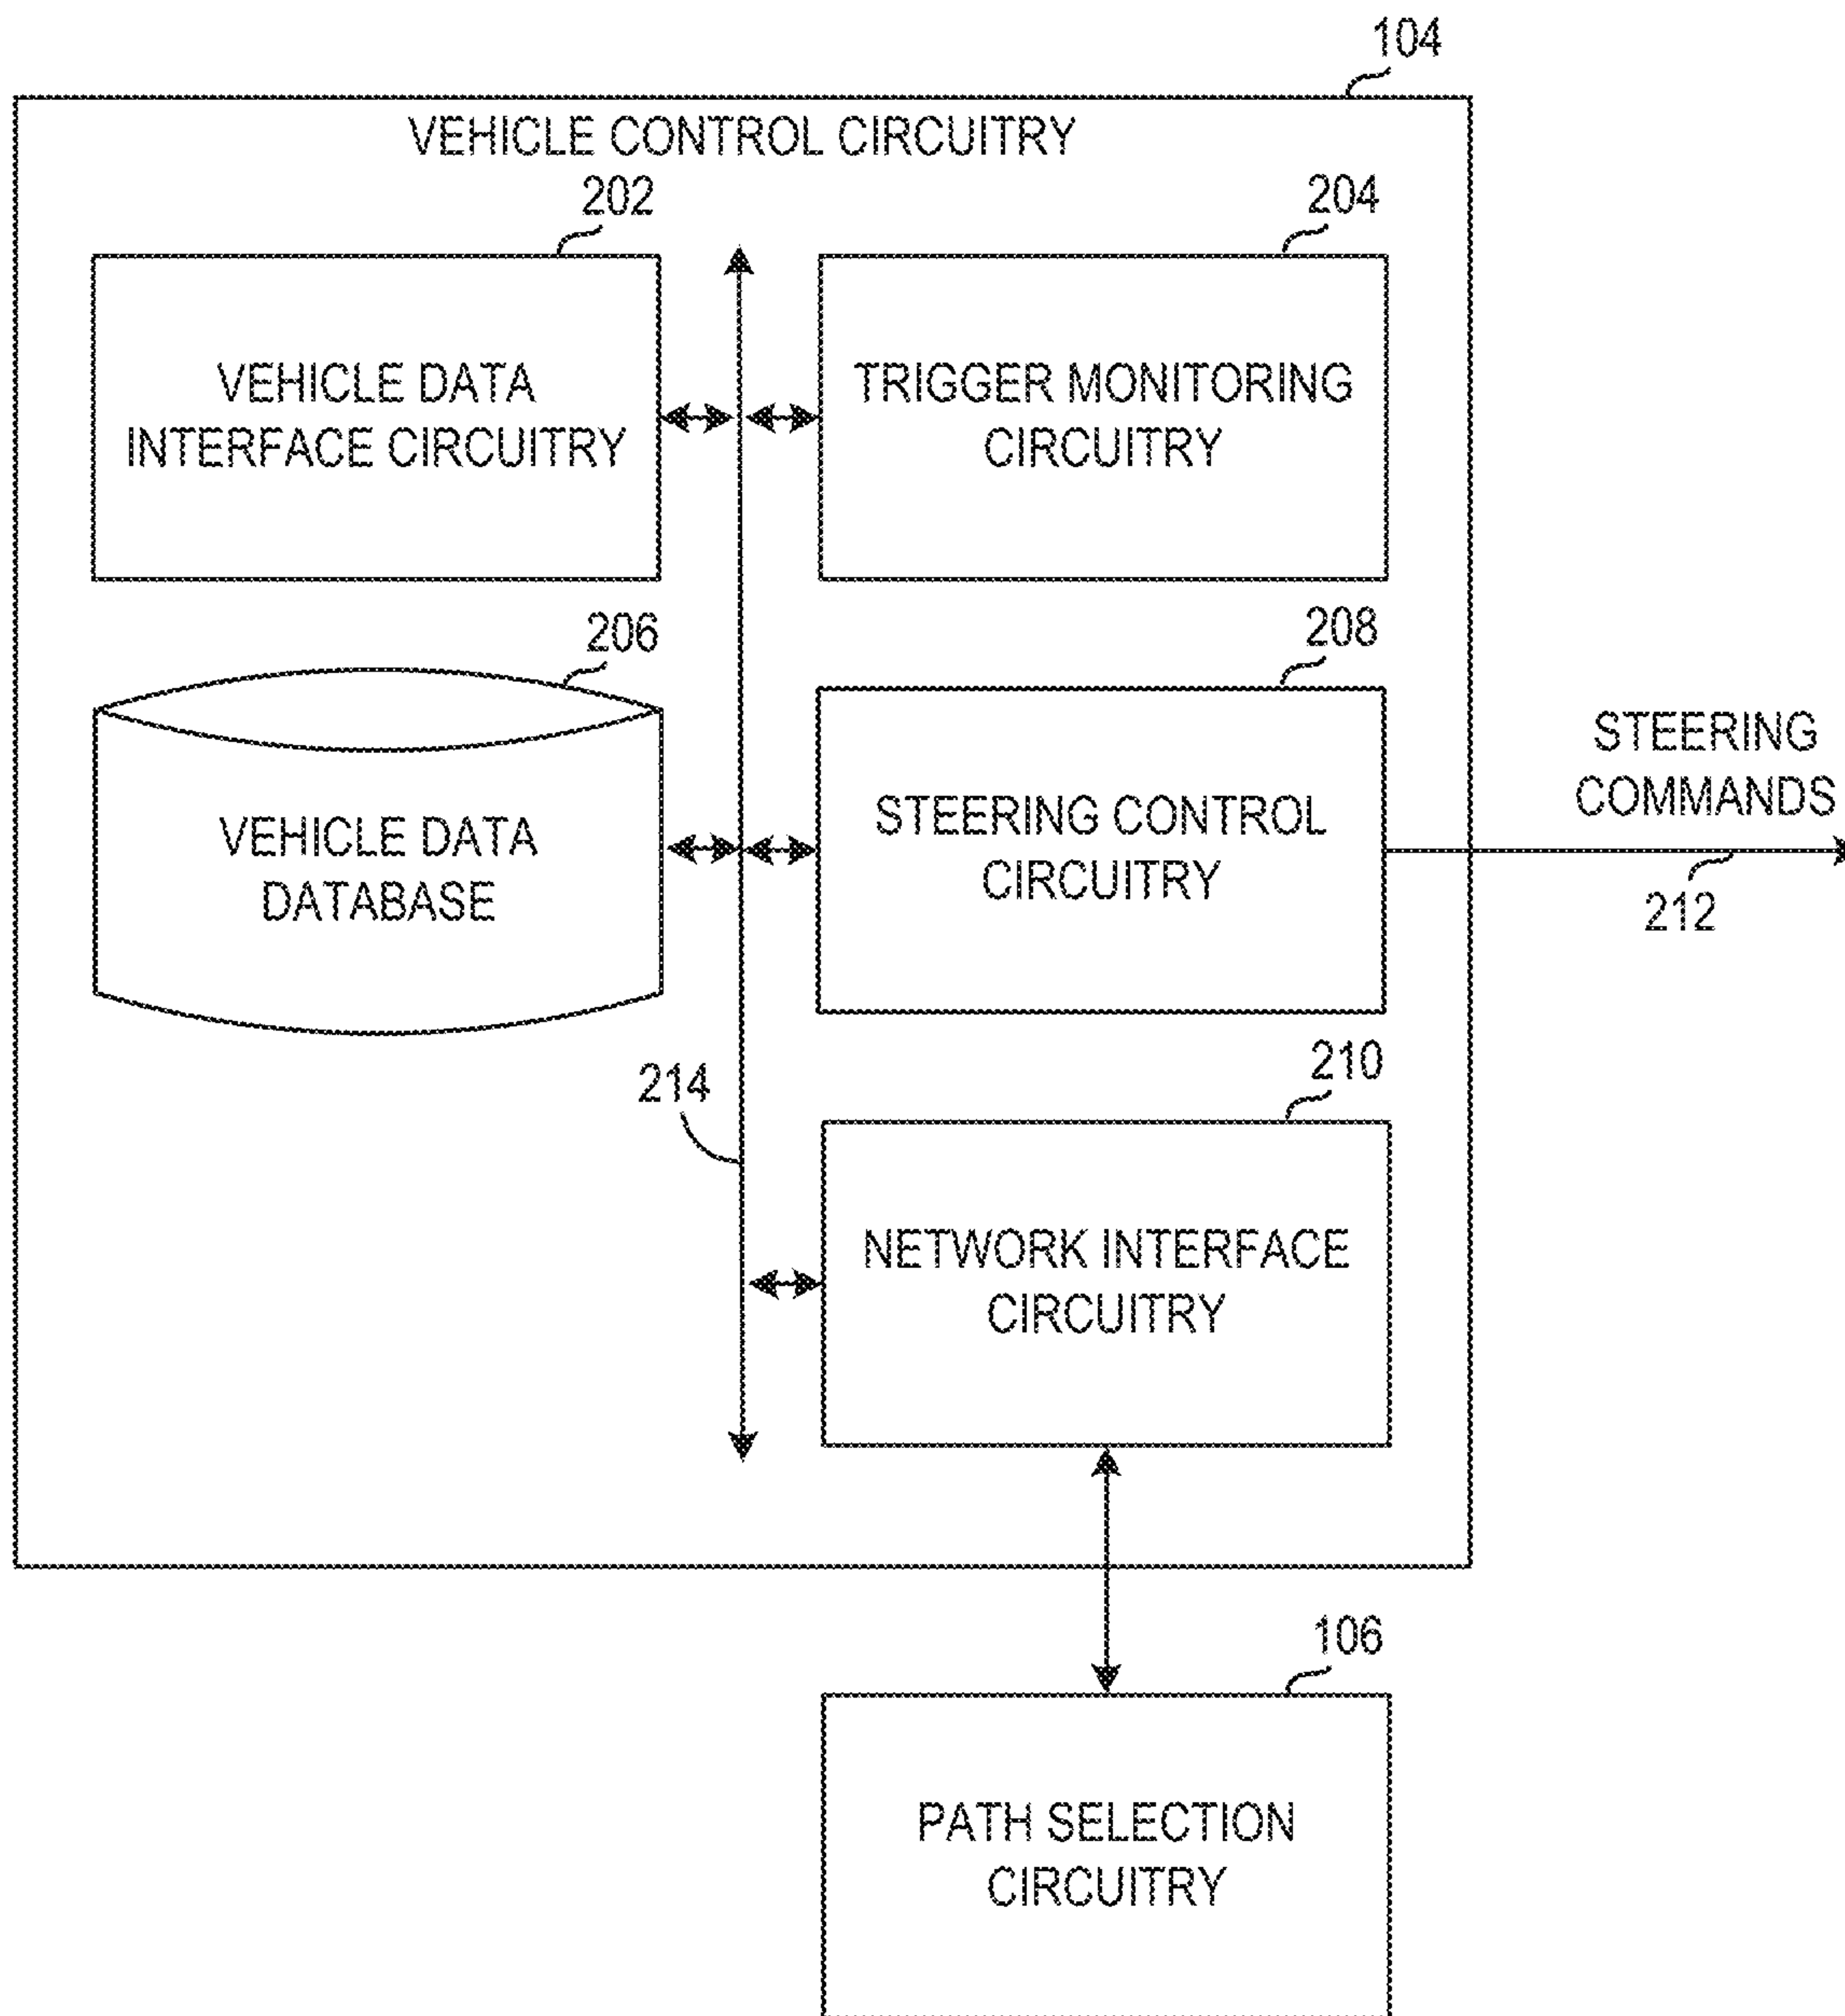 104
VEHICLE CONTROL CIRCUITRY
202
204
VEHICLE DATA
INTERFACE CIRCUITRY
TRIGGER MONITORING
CIRCUITRY
206
208
VEHICLE DATA
DATABASE
STEERING CONTROL
CIRCUITRY
STEERING
COMMANDS
212
214
210
NETWORK INTERFACE
CIRCUITRY
106
PATH SELECTION
CIRCUITRY